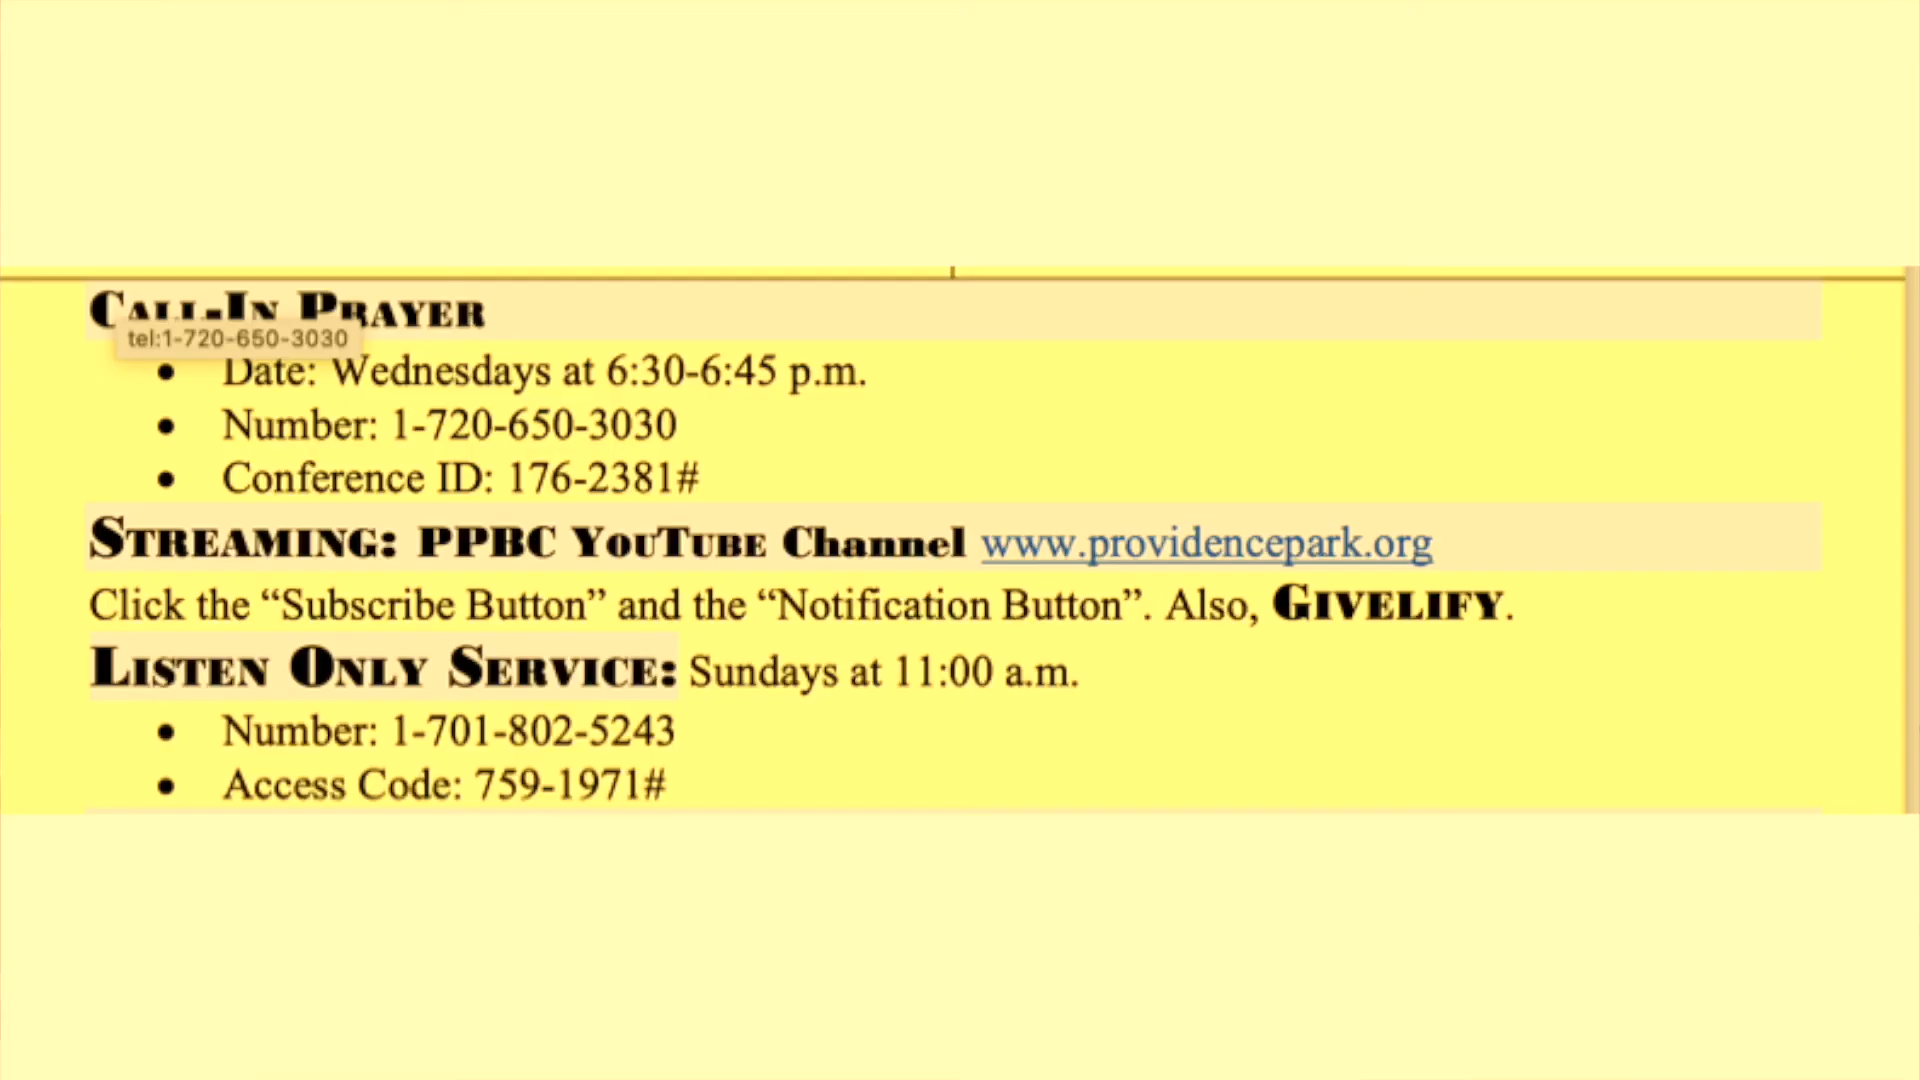 CALL-IN PRAYER
tel:1-720-650-3030
• Date: Wednesdays at 6:30-6:45 p.m.
• Number: 1-720-650-3030
• Conference ID: 176-2381#
STREAMING: PPBC YOUTUBE Channel www.providencepark.org
Click the “Subscribe Button” and the “Notification Button”. Also, GIVELIFY.
LISTEN ONLY SERVICE: Sundays at 11:00 a.m.
• Number: 1-701-802-5243
• Access Code: 759-1971#